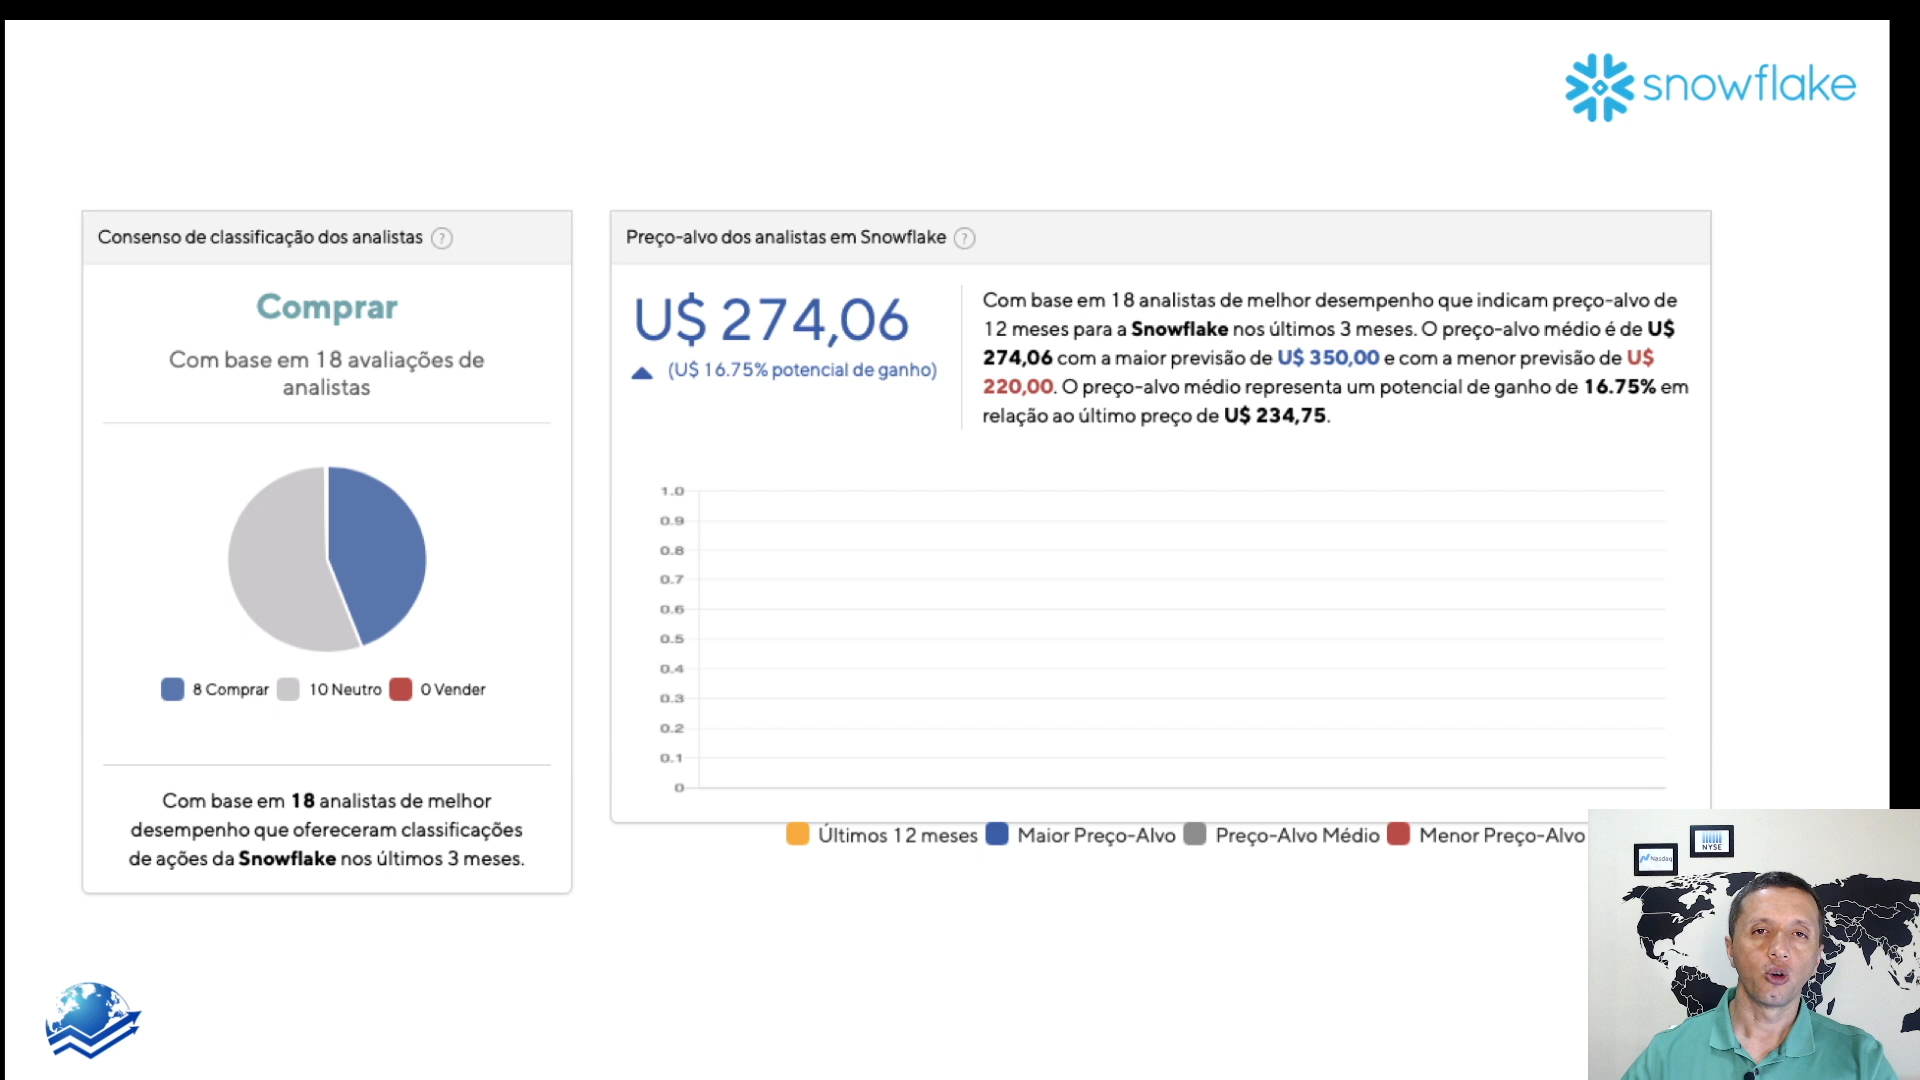 snowflake
Consenso de classificação dos analistas ?
Comprar
Com base em 18 avaliações de
analistas
8 Comprar 10 Neutro 0 Vender
Com base em 18 analistas de melhor
desempenho que ofereceram classificações
de ações da Snowflake nos últimos 3 meses.
Preço-alvo dos analistas em Snowflake ?
U$ 274,06
(U$ 16.75% potencial de ganho)
Com base em 18 analistas de melhor desempenho que indicam preço-alvo de
12 meses para a Snowflake nos últimos 3 meses. O preço-alvo médio é de U$
274,06 com a maior previsão de U$ 350,00 e com a menor previsão de U$
220,00. O preço-alvo médio representa um potencial de ganho de 16.75% em
relação ao último preço de U$ 234,75.
1.0
0.9
0.8
0.7
0.6
0.5
0.4
0.3
0.2
0.1
0
Últimos 12 meses Maior Preço-Alvo Preço-Alvo Médio Menor Preço-Alvo
Nasdaq
NYSE